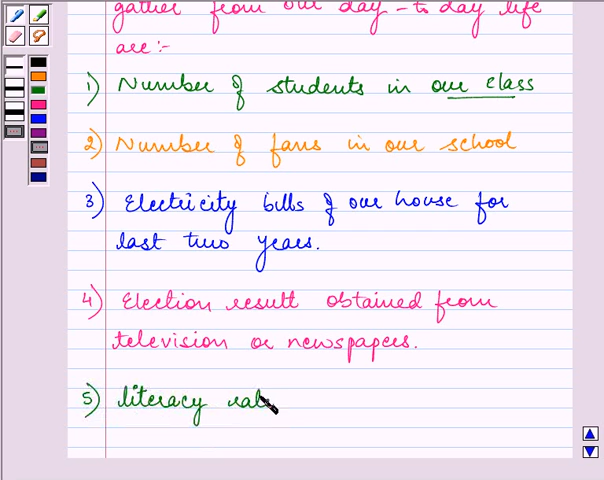 gather from our day-to day life
are:-
1) Number of students in our class
2) Number of fans in our school
3) Electricity bills of our house for
last two years.
4) Election result obtained from
television or newspapers.
5) literacy rat